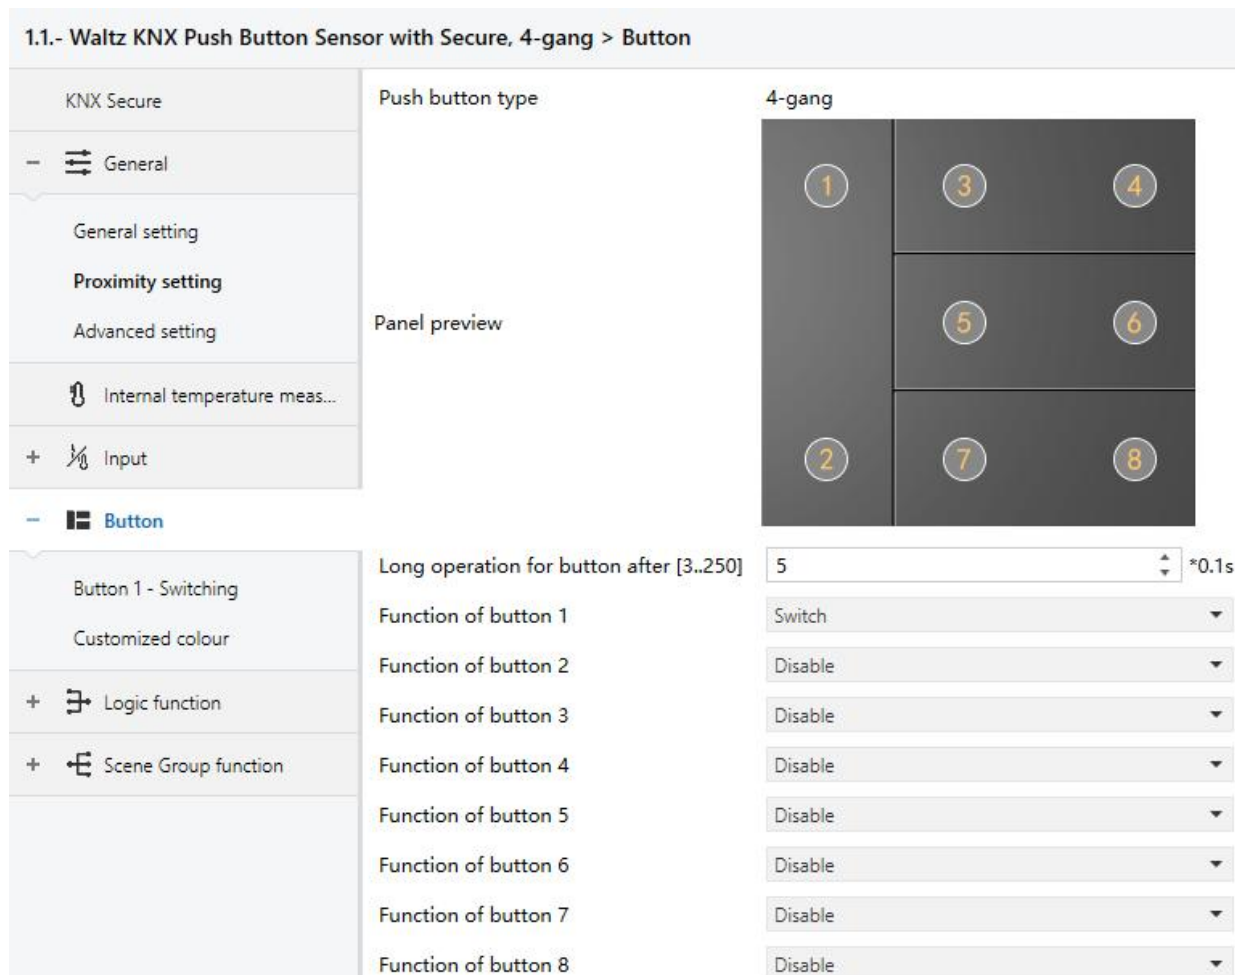 1.1.- Waltz KNX Push Button Sensor with Secure, 4-gang > Button
KNX Secure
General
General setting
Proximity setting
Advanced setting
Internal temperature meas...
Input
Button
Button 1 - Switching
Customized colour
Logic function
Scene Group function
Push button type 4-gang
1 3 4
Panel preview
5 6
2 7 8
Long operation for button after [3..250] 5 *0.1s
Function of button 1 Switch
Function of button 2 Disable
Function of button 3 Disable
Function of button 4 Disable
Function of button 5 Disable
Function of button 6 Disable
Function of button 7 Disable
Function of button 8 Disable